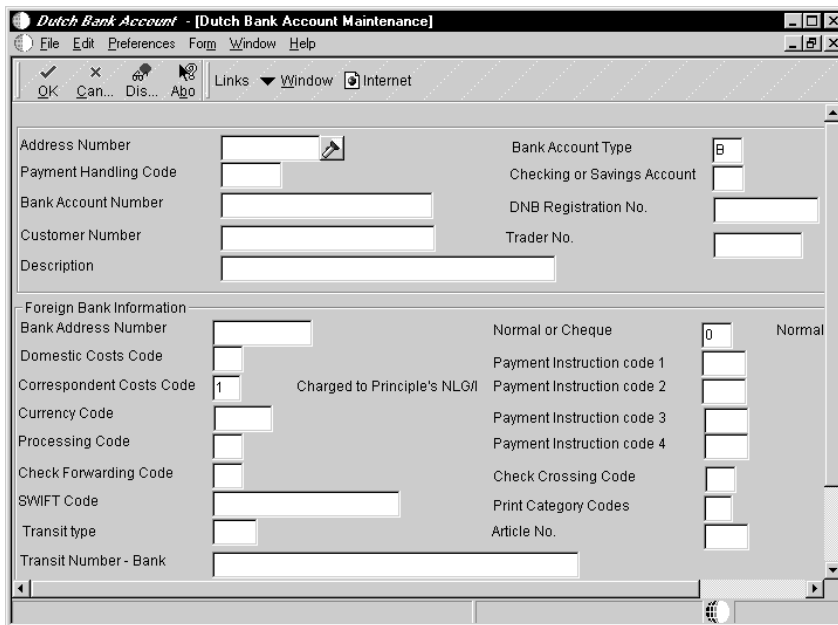 Dutch Bank Account - [Dutch Bank Account Maintenance]
File Edit Preferences Form Window Help
OK Can... Dis... Abo Links Window Internet
Address Number
Bank Account Type B
Payment Handling Code
Checking or Savings Account
Bank Account Number
DNB Registration No.
Customer Number
Trader No.
Description
Foreign Bank Information
Bank Address Number
Normal or Cheque 0 Normal
Domestic Costs Code
Payment Instruction code 1
Correspondent Costs Code 1 Charged to Principle's NLG/I
Payment Instruction code 2
Currency Code
Payment Instruction code 3
Processing Code
Payment Instruction code 4
Check Forwarding Code
Check Crossing Code
SWIFT Code
Print Category Codes
Transit type
Article No.
Transit Number - Bank